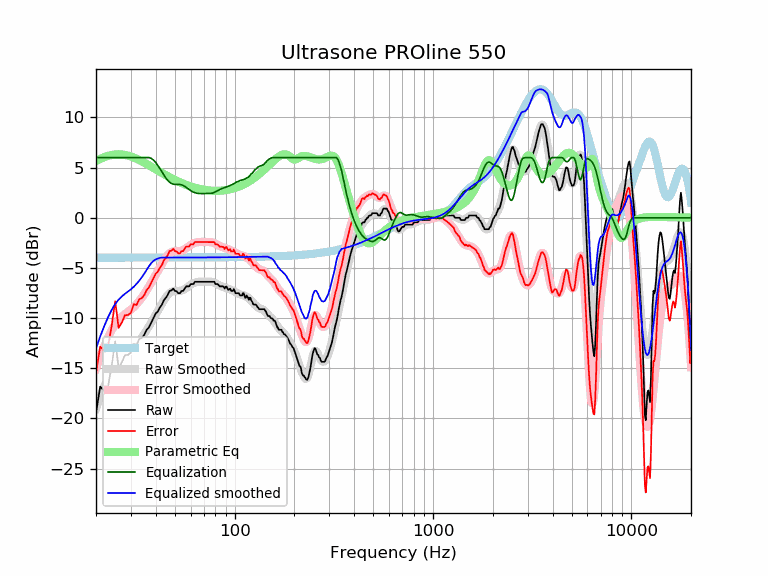 Ultrasone PROline 550
Amplitude (dBr)
10
5
0
−5
−10
−15
−20
−25
Target
Raw Smoothed
Error Smoothed
Raw
Error
Parametric Eq
Equalization
Equalized smoothed
100
1000
10000
Frequency (Hz)